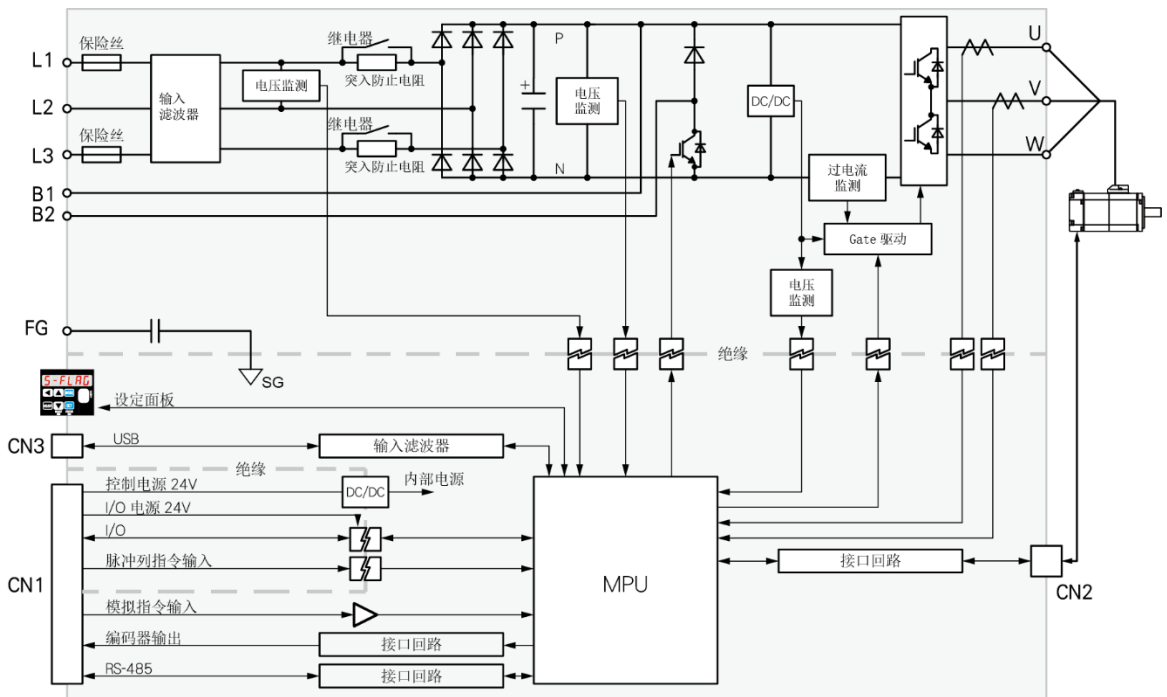 L1
保险丝
输入
滤波器
电压监测
继电器
突入防止电阻
P
+
电压
监测
DC/DC
U
V
W
L2
L3
保险丝
继电器
突入防止电阻
N
B1
B2
过电流
监测
Gate 驱动
电压
监测
FG
SG
绝缘
S-FLAG
设定面板
CN3
USB
输入滤波器
绝缘
控制电源 24V
DC/DC
内部电源
I/O 电源 24V
I/O
脉冲列指令输入
CN1
模拟指令输入
编码器输出
接口回路
RS-485
接口回路
MPU
接口回路
CN2